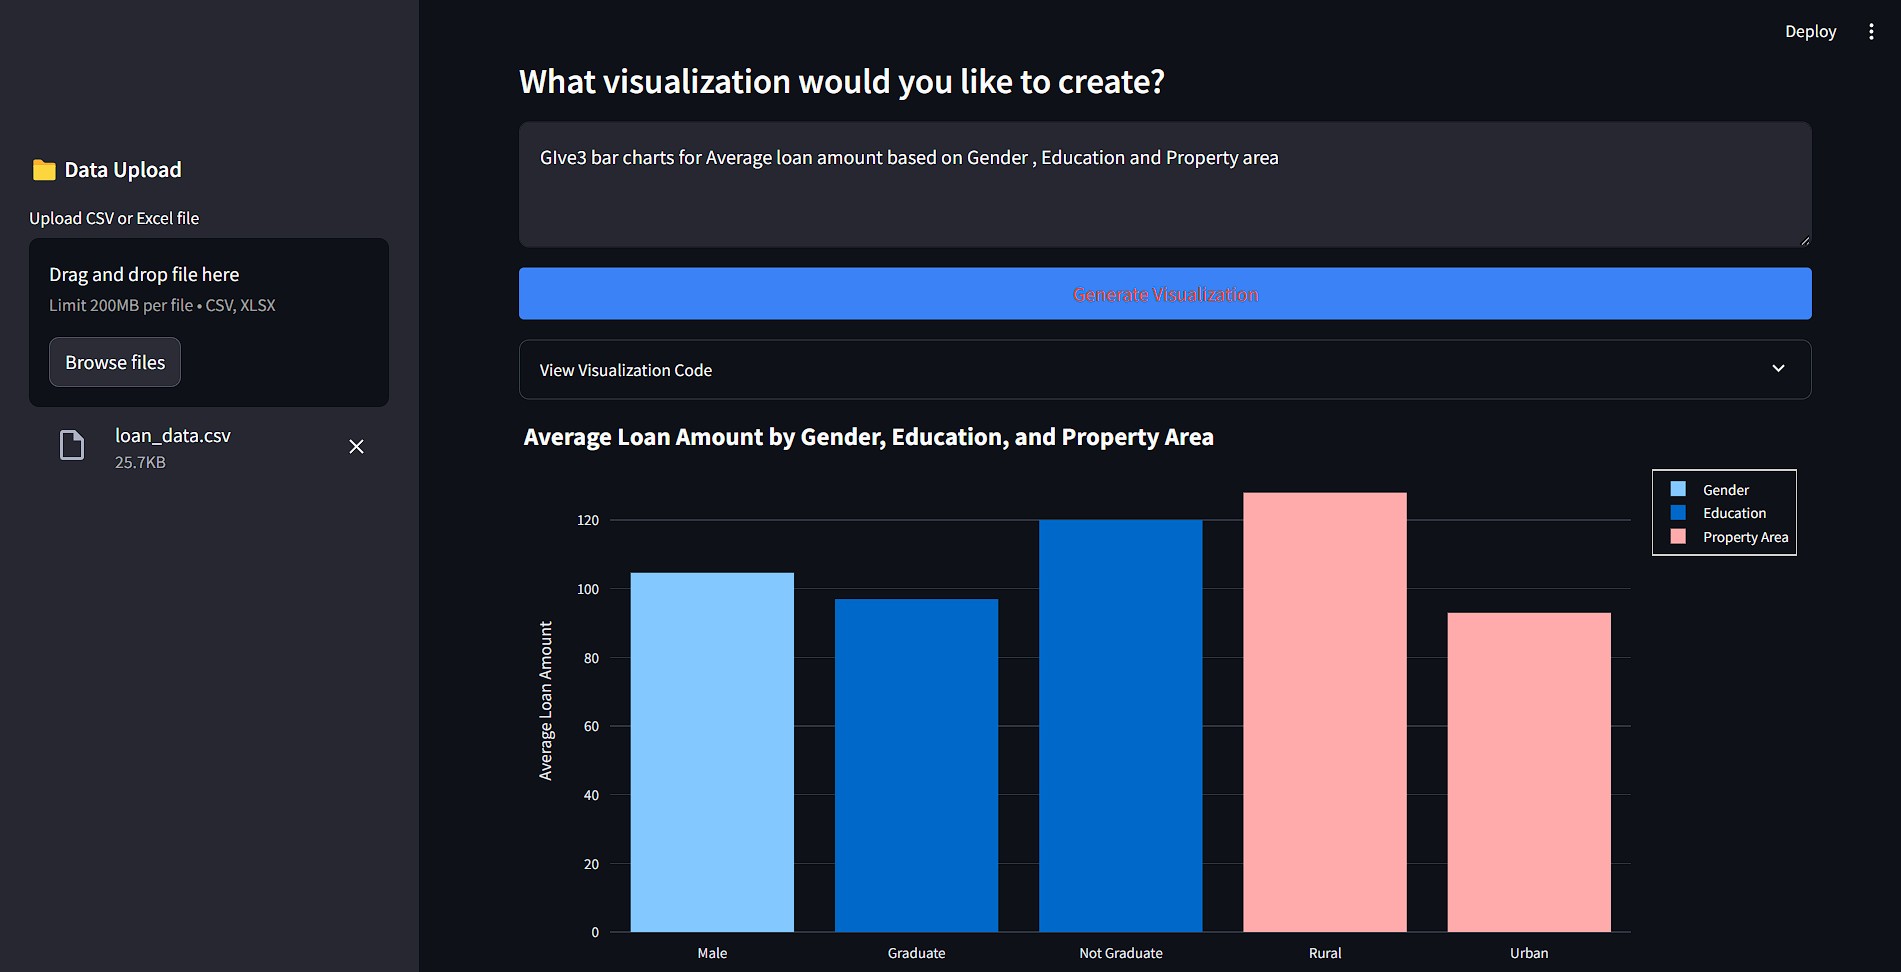 Deploy
What visualization would you like to create?
GIve3 bar charts for Average loan amount based on Gender , Education and Property area
Generate Visualization
View Visualization Code
Data Upload
Upload CSV or Excel file
Drag and drop file here
Limit 200MB per file • CSV, XLSX
Browse files
loan_data.csv
25.7KB
Average Loan Amount by Gender, Education, and Property Area
Gender
Education
Property Area
Average Loan Amount
120
100
80
60
40
20
0
Male
Graduate
Not Graduate
Rural
Urban